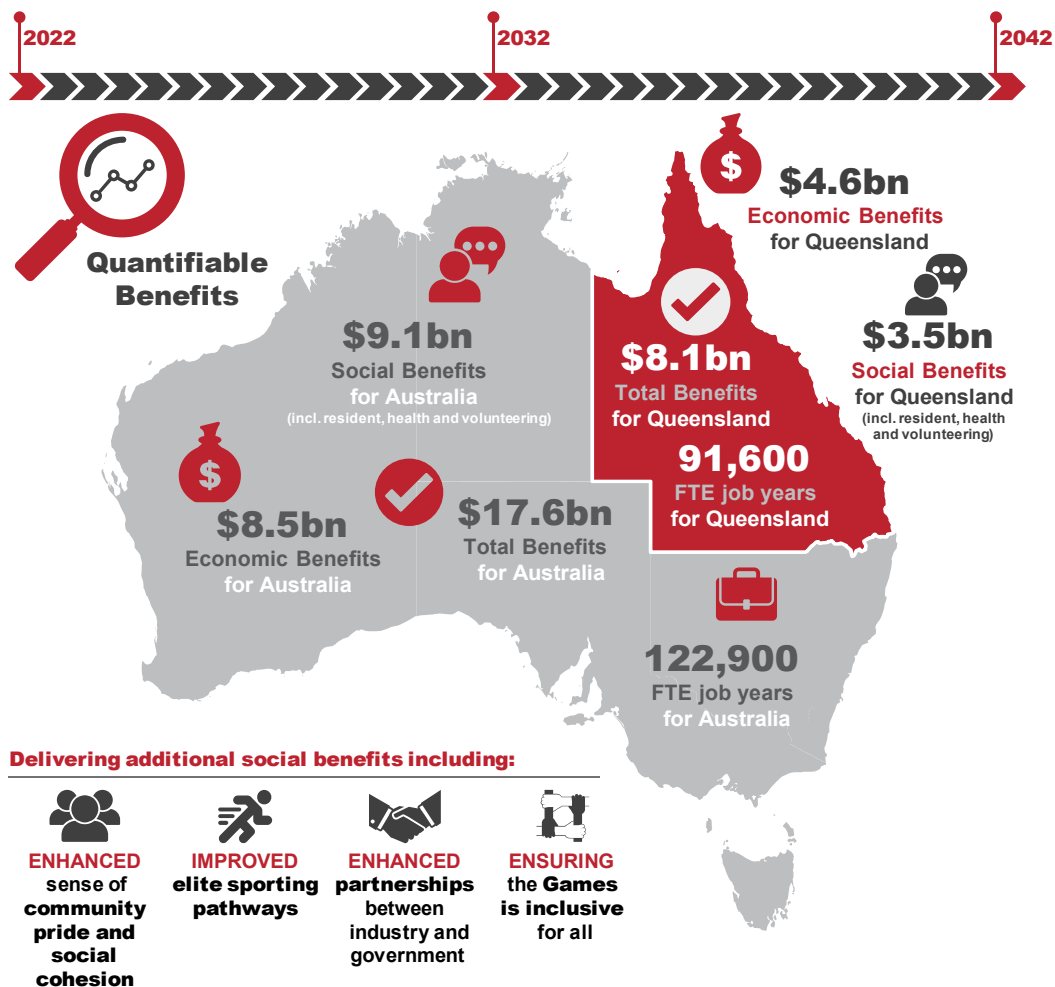 2022
2032
2042
Quantifiable
Benefits
$
$4.6bn
Economic Benefits
for Queensland
$3.5bn
Social Benefits
for Queensland
(incl. resident, health
and volunteering)
$9.1bn
Social Benefits
for Australia
(incl. resident, health and volunteering)
$8.1bn
Total Benefits
for Queensland
91,600
FTE job years
for Queensland
$
$8.5bn
Economic Benefits
for Australia
$17.6bn
Total Benefits
for Australia
122,900
FTE job years
for Australia
Delivering additional social benefits including:
ENHANCED
sense of
community
pride and
social
cohesion
IMPROVED
elite sporting
pathways
ENHANCED
partnerships
between
industry and
government
ENSURING
the Games
is inclusive
for all